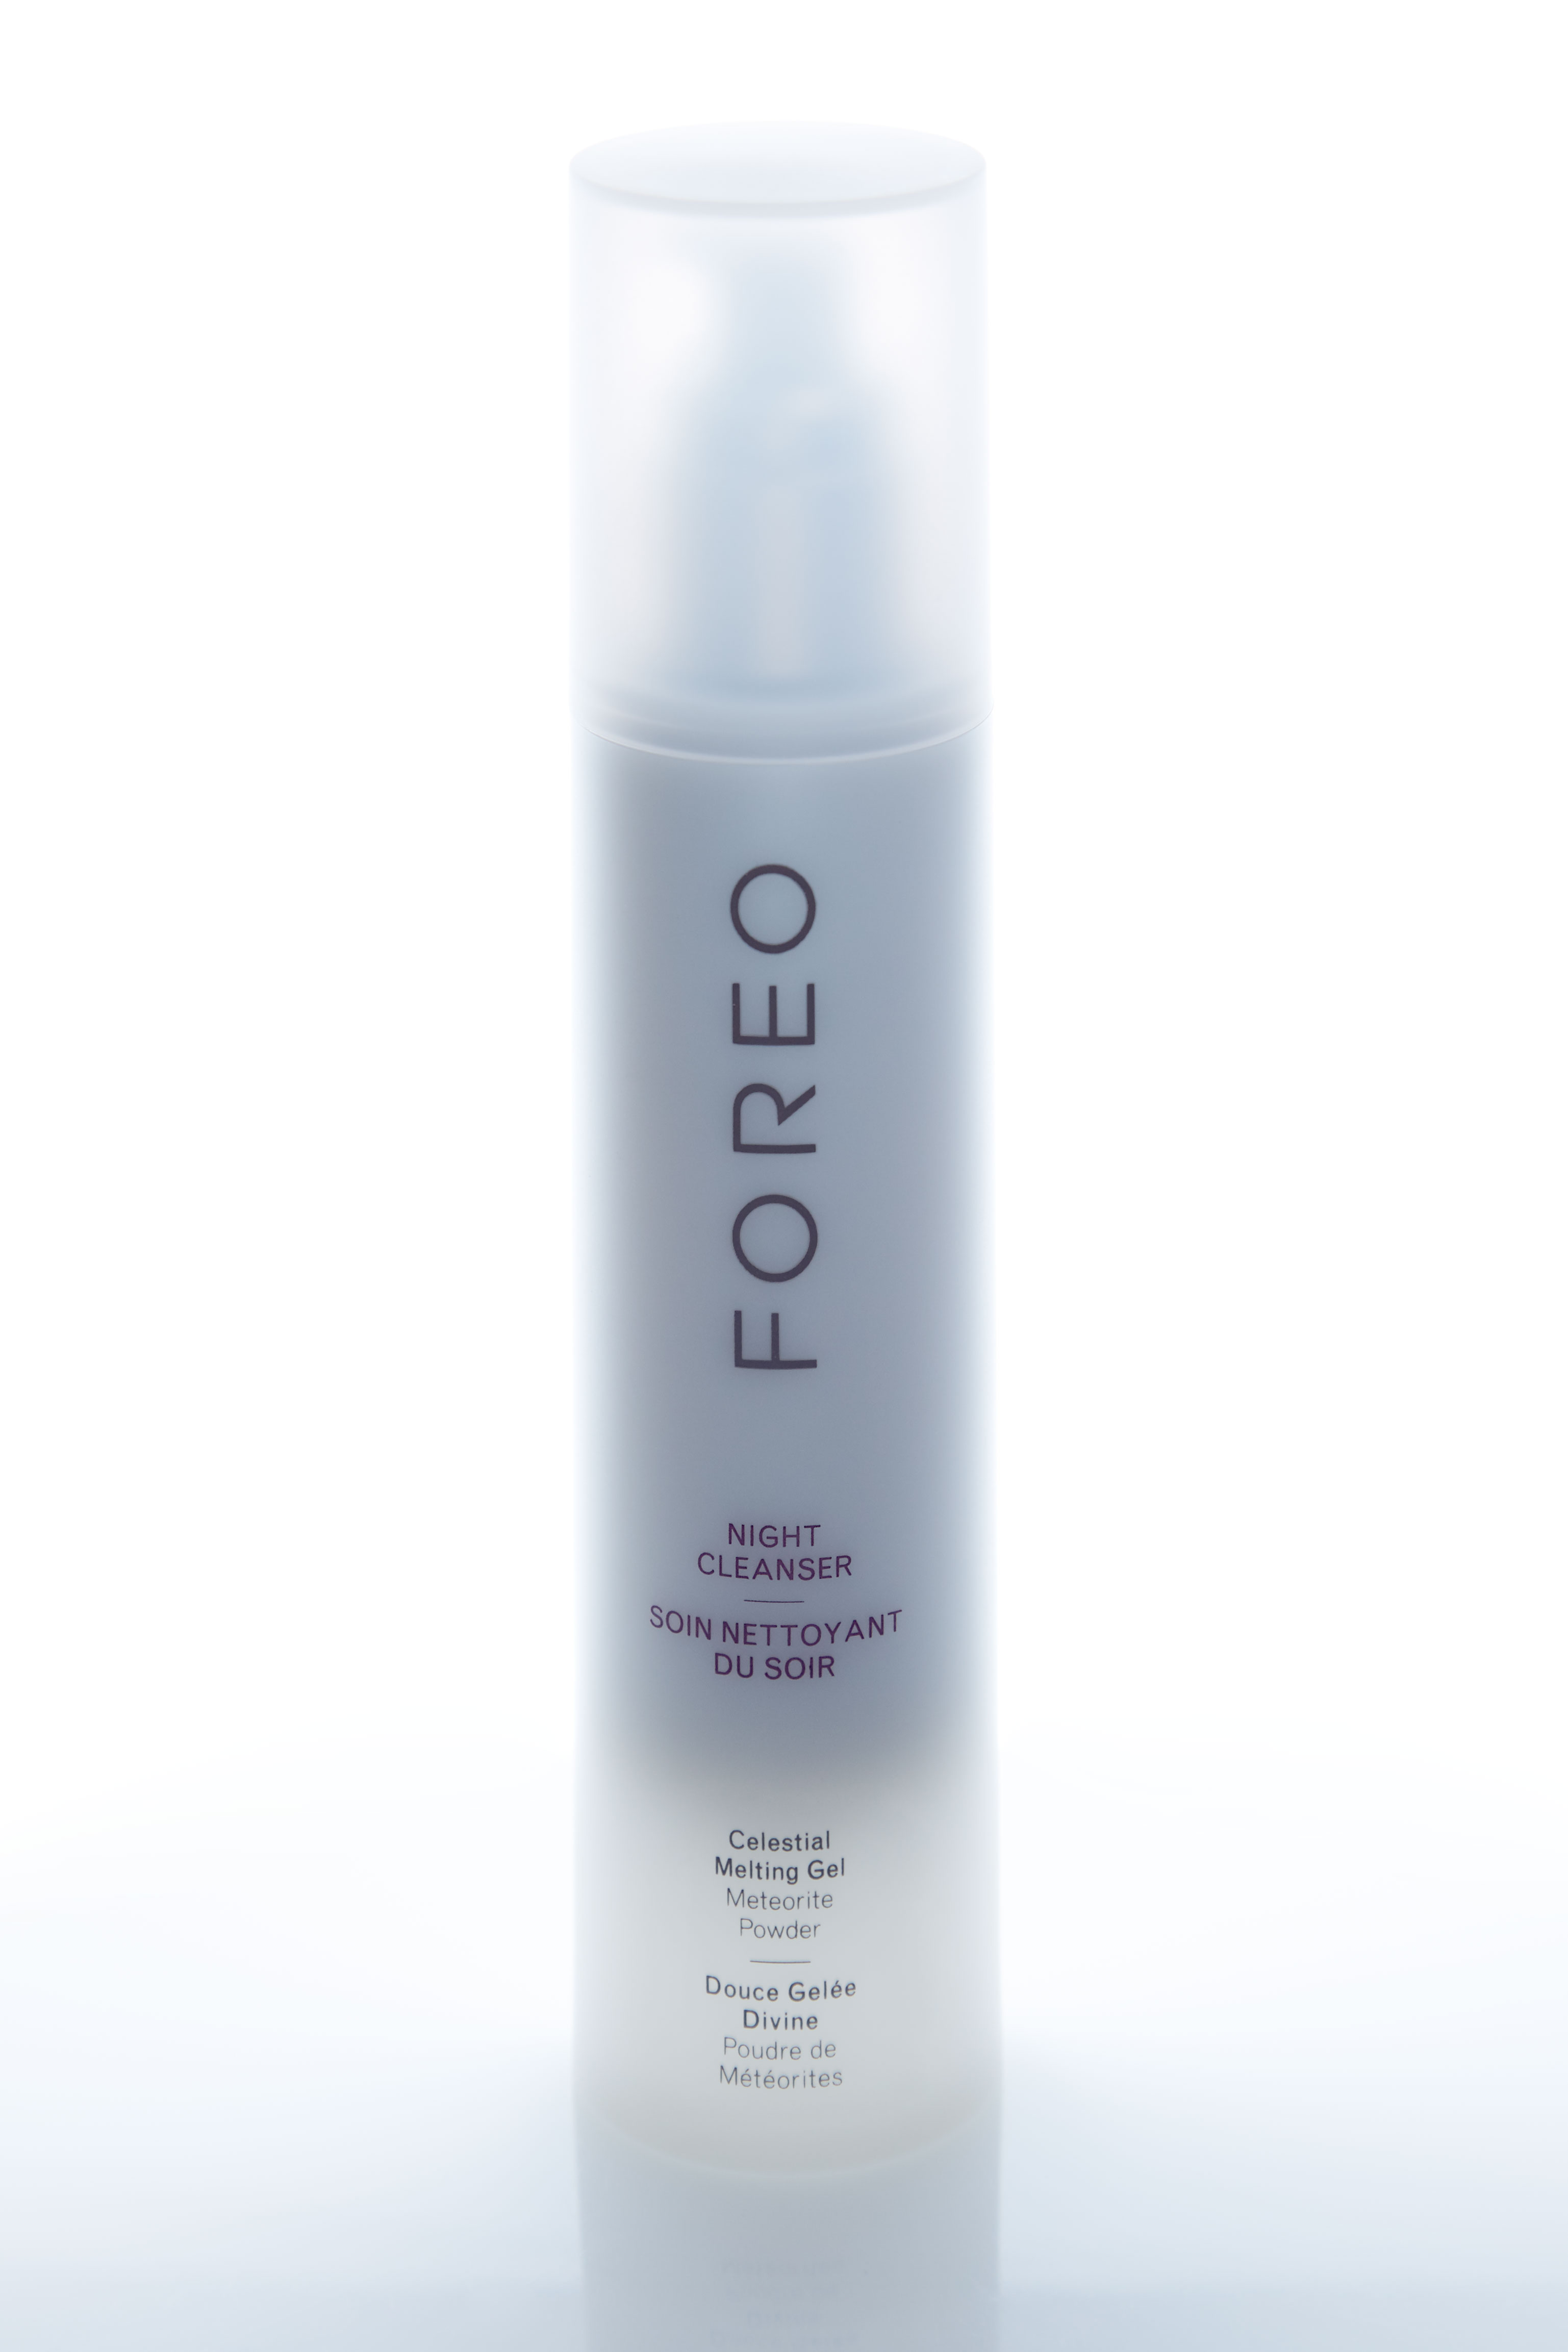 FOREO
NIGHT
CLEANSER
SOIN NETTOYANT
DU SOIR
Celestial
Melting Gel
Meteorite
Powder
Douce Gelée
Divine
Poudre de
Météorites